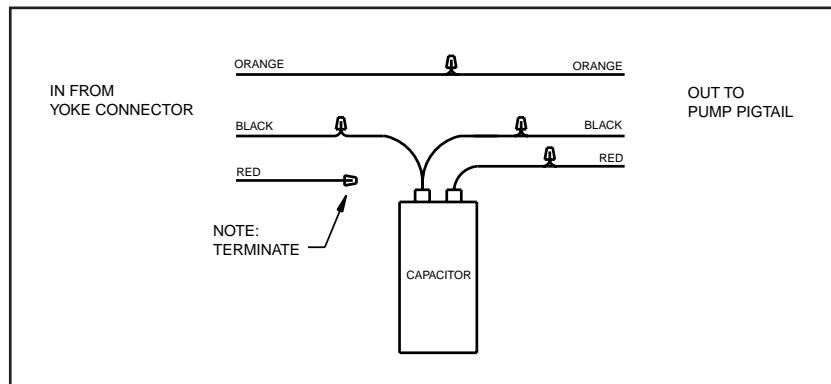 ORANGE
ORANGE
IN FROM
YOKE CONNECTOR
OUT TO
PUMP PIGTAIL
BLACK
BLACK
RED
RED
NOTE:
TERMINATE
CAPACITOR